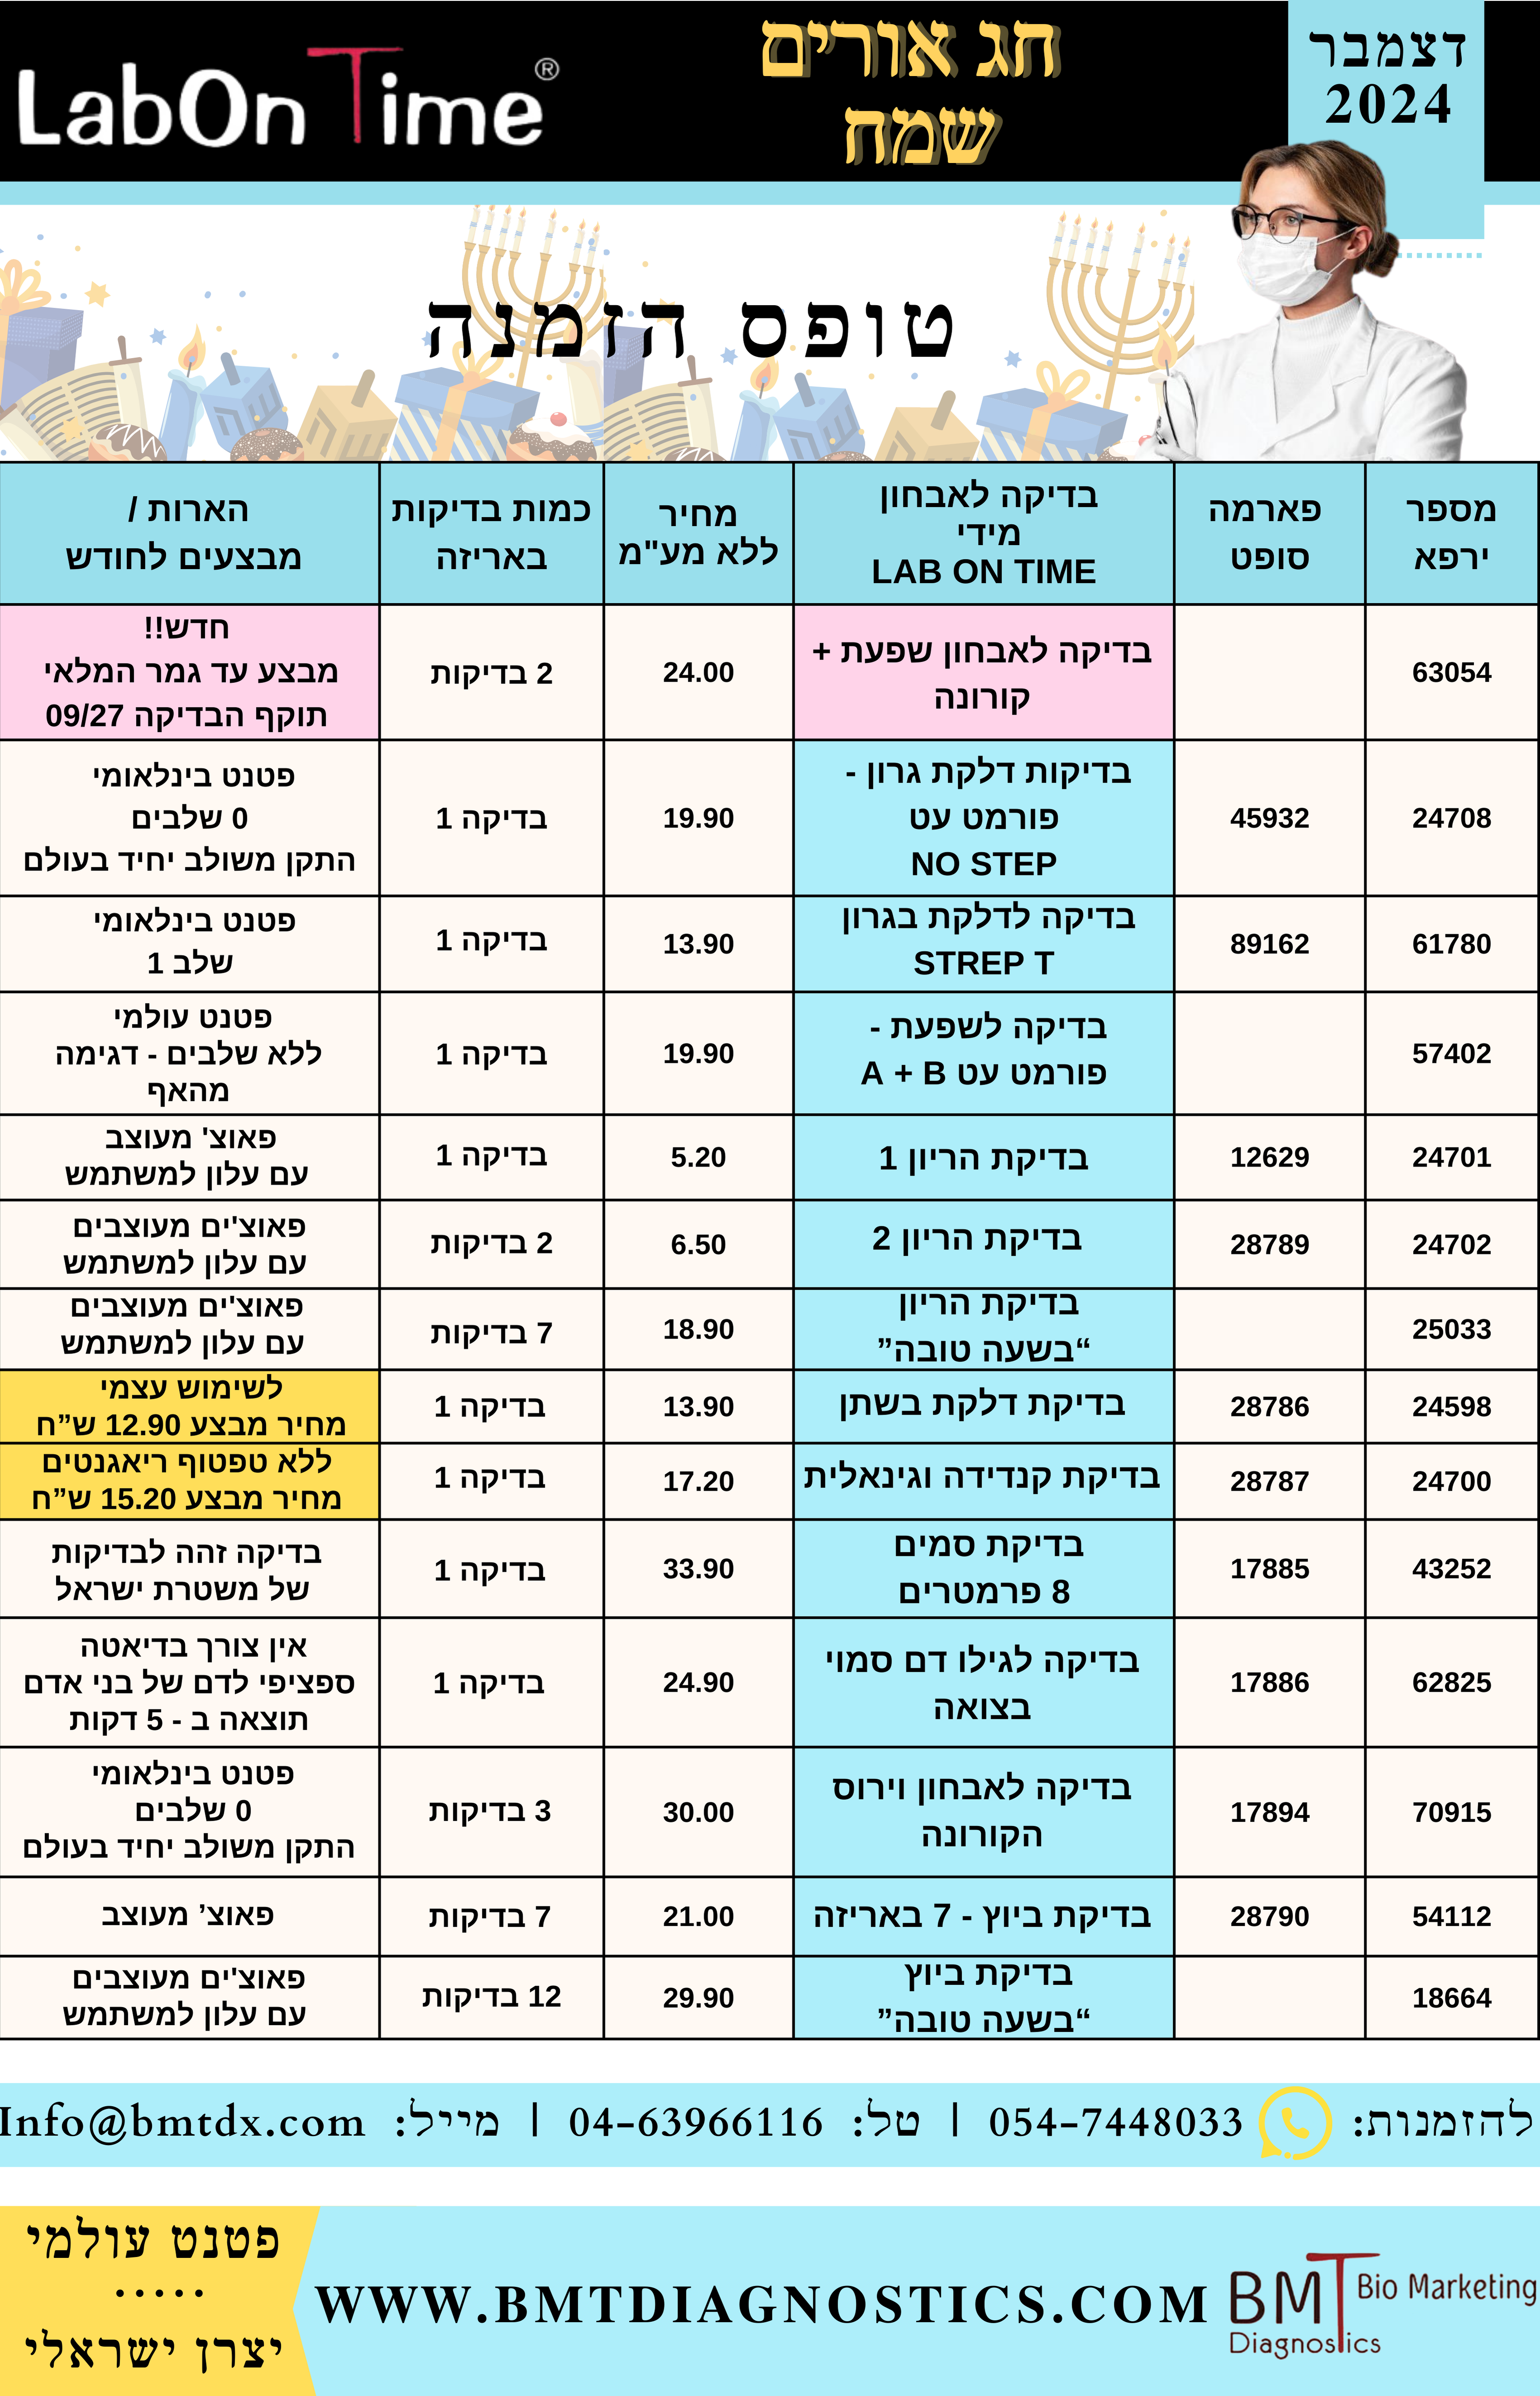 LabOn Time®
חג אורים
שמח
דצמבר
2024
טופס הזמנה
מספר
ירפא
פארמה
סופט
בדיקה לאבחון
מידי
LAB ON TIME
מחיר
ללא מע"מ
כמות בדיקות
באריזה
הארות /
מבצעים לחודש
63054
בדיקה לאבחון שפעת +
קורונה
24.00
2 בדיקות
חדש!!
מבצע עד גמר המלאי
תוקף הבדיקה 09/27
24708
45932
בדיקות דלקת גרון -
פורמט עט
NO STEP
19.90
בדיקה 1
פטנט בינלאומי
0 שלבים
התקן משולב יחיד בעולם
61780
89162
בדיקה לדלקת בגרון
STREP T
13.90
בדיקה 1
פטנט בינלאומי
שלב 1
57402
בדיקה לשפעת -
פורמט עט A + B
19.90
בדיקה 1
פטנט עולמי
ללא שלבים - דגימה
מהאף
24701
12629
בדיקת הריון 1
5.20
בדיקה 1
פאוצ' מעוצב
עם עלון למשתמש
24702
28789
בדיקת הריון 2
6.50
2 בדיקות
פאוצ'ים מעוצבים
עם עלון למשתמש
25033
בדיקת הריון
“בשעה טובה”
18.90
7 בדיקות
פאוצ'ים מעוצבים
עם עלון למשתמש
24598
28786
בדיקת דלקת בשתן
13.90
בדיקה 1
לשימוש עצמי
מחיר מבצע 12.90 ש”ח
24700
28787
בדיקת קנדידה וגינאלית
17.20
בדיקה 1
ללא טפטוף ריאגנטים
מחיר מבצע 15.20 ש”ח
43252
17885
בדיקת סמים
8 פרמטרים
33.90
בדיקה 1
בדיקה זהה לבדיקות
של משטרת ישראל
62825
17886
בדיקה לגילו דם סמוי
בצואה
24.90
בדיקה 1
אין צורך בדיאטה
ספציפי לדם של בני אדם
תוצאה ב - 5 דקות
70915
17894
בדיקה לאבחון וירוס
הקורונה
30.00
3 בדיקות
פטנט בינלאומי
0 שלבים
התקן משולב יחיד בעולם
54112
28790
בדיקת ביוץ - 7 באריזה
21.00
7 בדיקות
פאוצ’ מעוצב
18664
בדיקת ביוץ
“בשעה טובה”
29.90
12 בדיקות
פאוצ'ים מעוצבים
עם עלון למשתמש
להזמנות: 054-7448033 | טל: 04-63966116 | מייל: Info@bmtdx.com
פטנט עולמי
.....
יצרן ישראלי
WWW.BMTDIAGNOSTICS.COM
BMT Bio Marketing
Diagnostics